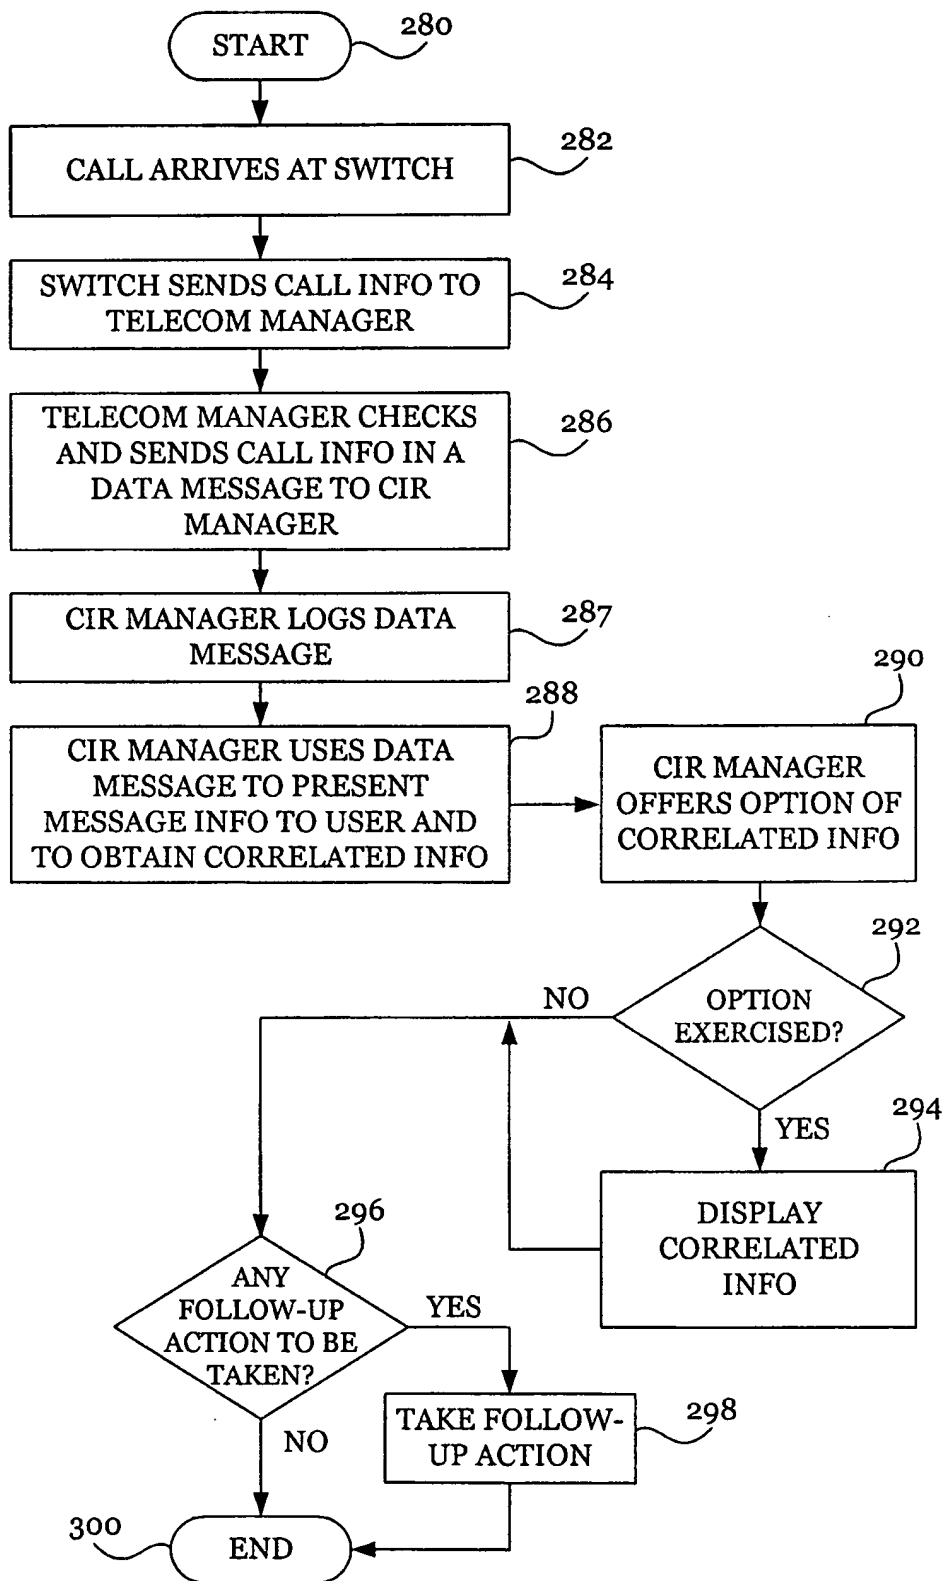 START
280
CALL ARRIVES AT SWITCH
282
SWITCH SENDS CALL INFO TO
TELECOM MANAGER
284
TELECOM MANAGER CHECKS
AND SENDS CALL INFO IN A
DATA MESSAGE TO CIR
MANAGER
286
CIR MANAGER LOGS DATA
MESSAGE
287
CIR MANAGER USES DATA
MESSAGE TO PRESENT
MESSAGE INFO TO USER AND
TO OBTAIN CORRELATED INFO
288
CIR MANAGER
OFFERS OPTION OF
CORRELATED INFO
290
OPTION
EXERCISED?
292
NO
YES
DISPLAY
CORRELATED
INFO
294
ANY
FOLLOW-UP
ACTION TO BE
TAKEN?
296
YES
NO
TAKE FOLLOW-
UP ACTION
298
END
300